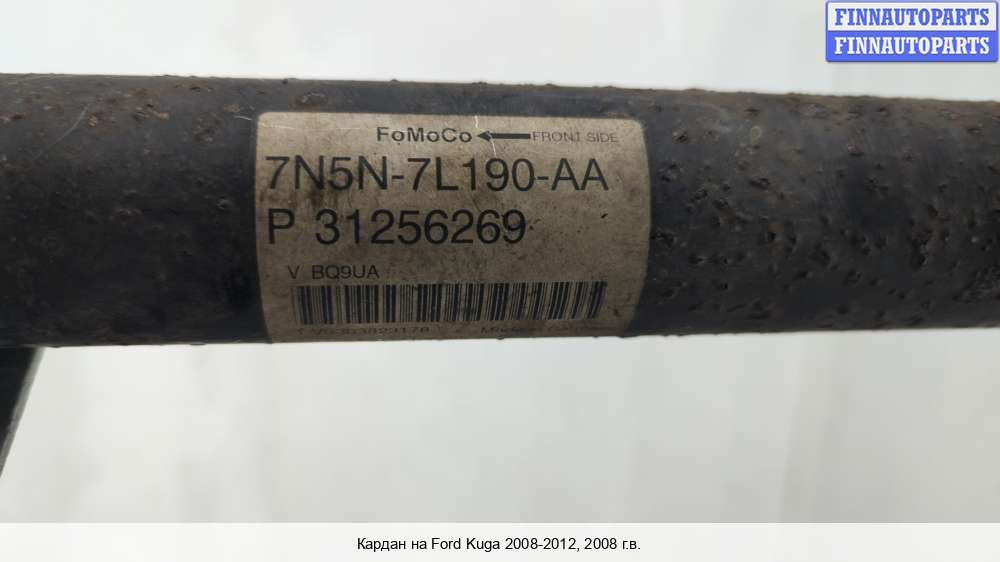 FINNAUTOPARTS
FINNAUTOPARTS
FoMoCo FRONT SIDE
7N5N-7L190-AA
P 31256269
V BQ9UA
Кардан на Ford Kuga 2008-2012, 2008 г.в.